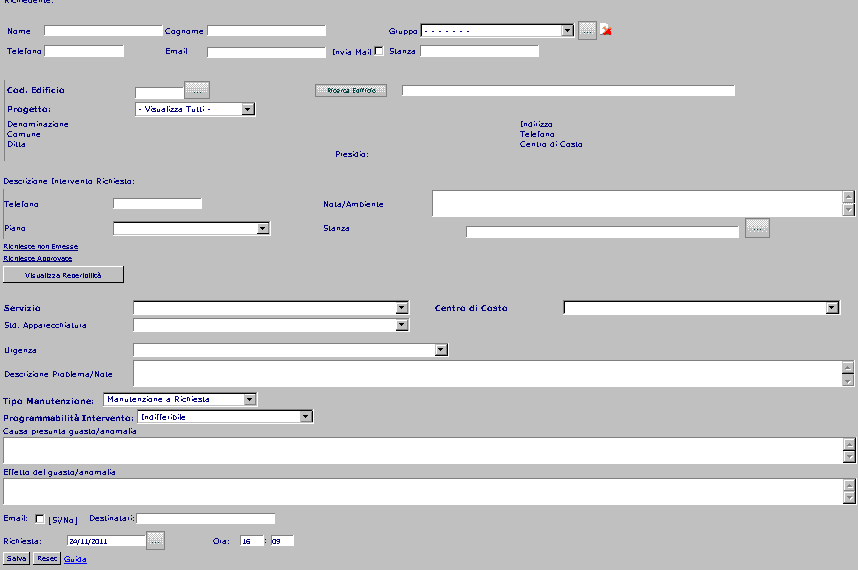 Richiedente:
Nome Cognome Gruppo - - - - - - - ...
Telefono Email Invia Mail Stanza
Cod. Edificio ... Ricerca Edificio
Progetto: - Visualizza Tutti -
Denominazione Indirizzo
Comune Telefono
Ditta Centro di Costo
Presidio:
Descrizione Intervento Richiesto:
Telefono Nota/Ambiente
Piano Stanza ...
Richieste non Emesse
Richieste Approvate
Visualizza Reperibilità
Servizio Centro di Costo
Std. Apparecchiatura
Urgenza
Descrizione Problema/Note
Tipo Manutenzione: Manutenzione a Richiesta
Programmabilità Intervento: Indifferibile
Causa presunta guasto/anomalia
Effetto del guasto/anomalia
Email: [Si/No] Destinatari:
Richiesta: 24/11/2011 ... Ora: 16 : 09
Salva Reset Guida